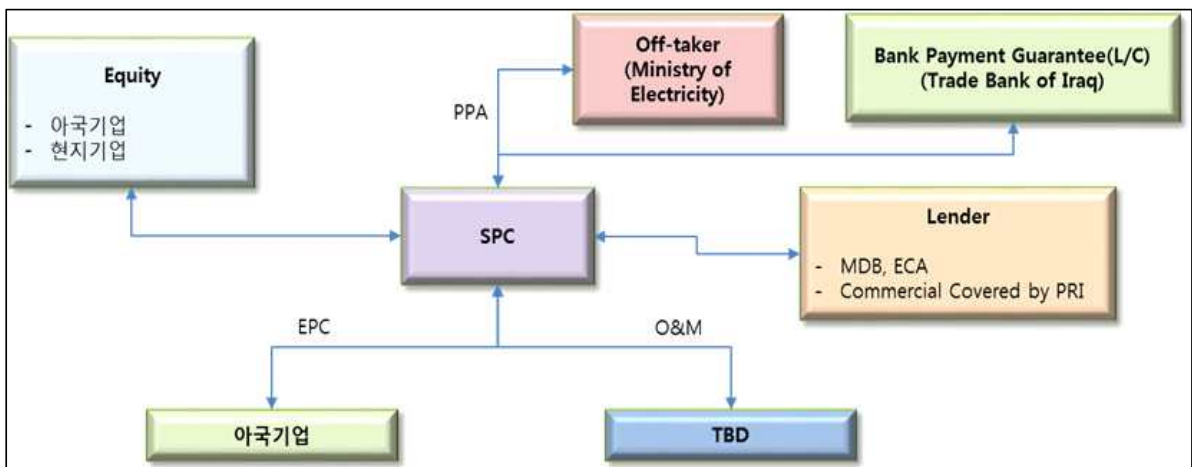 Equity
- 아국기업
- 현지기업
Off-taker
(Ministry of
Electricity)
Bank Payment Guarantee(L/C)
(Trade Bank of Iraq)
PPA
SPC
Lender
- MDB, ECA
- Commercial Covered by PRI
EPC
O&M
아국기업
TBD